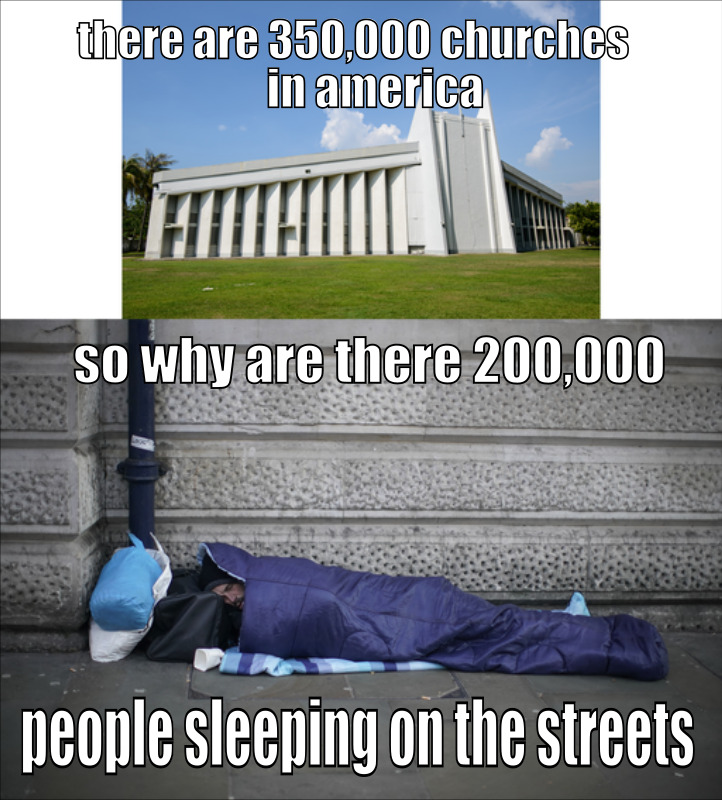 there are 350,000 churches
in america
so why are there 200,000
people sleeping on the streets